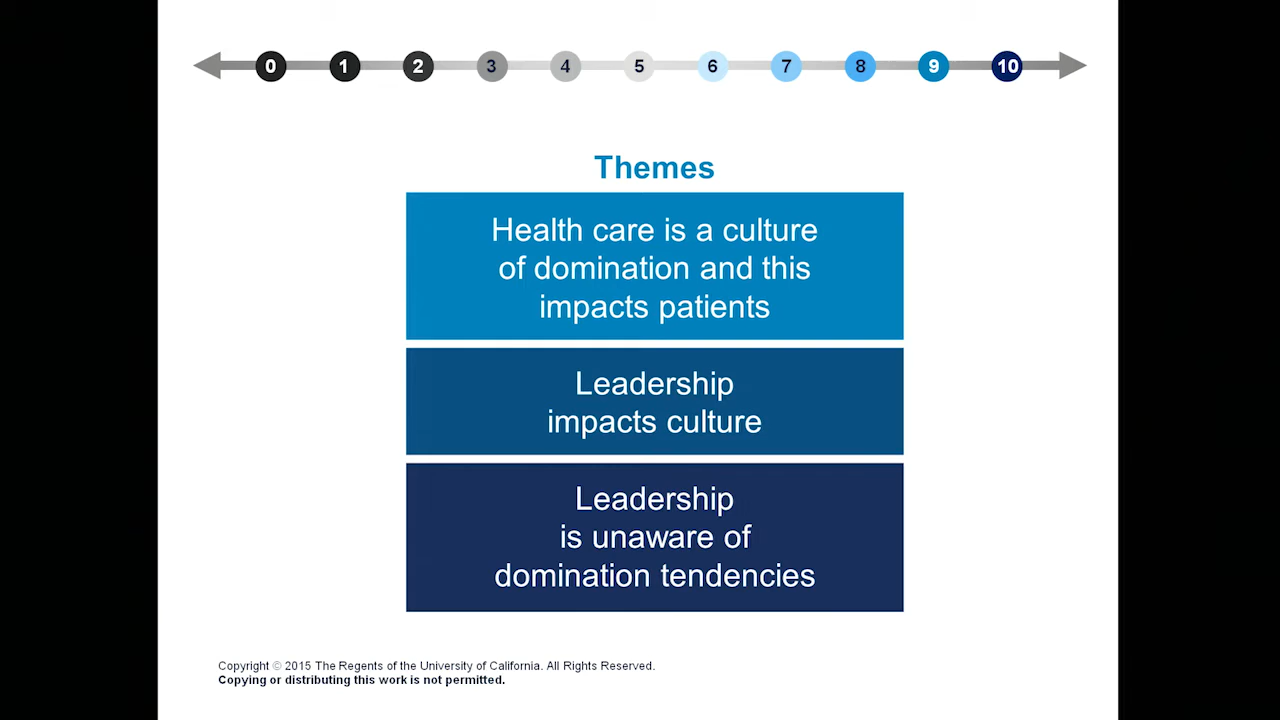 0 1 2 3 4 5 6 7 8 9 10
Themes
Health care is a culture
of domination and this
impacts patients
Leadership
impacts culture
Leadership
is unaware of
domination tendencies
Copyright © 2015 The Regents of the University of California. All Rights Reserved.
Copying or distributing this work is not permitted.